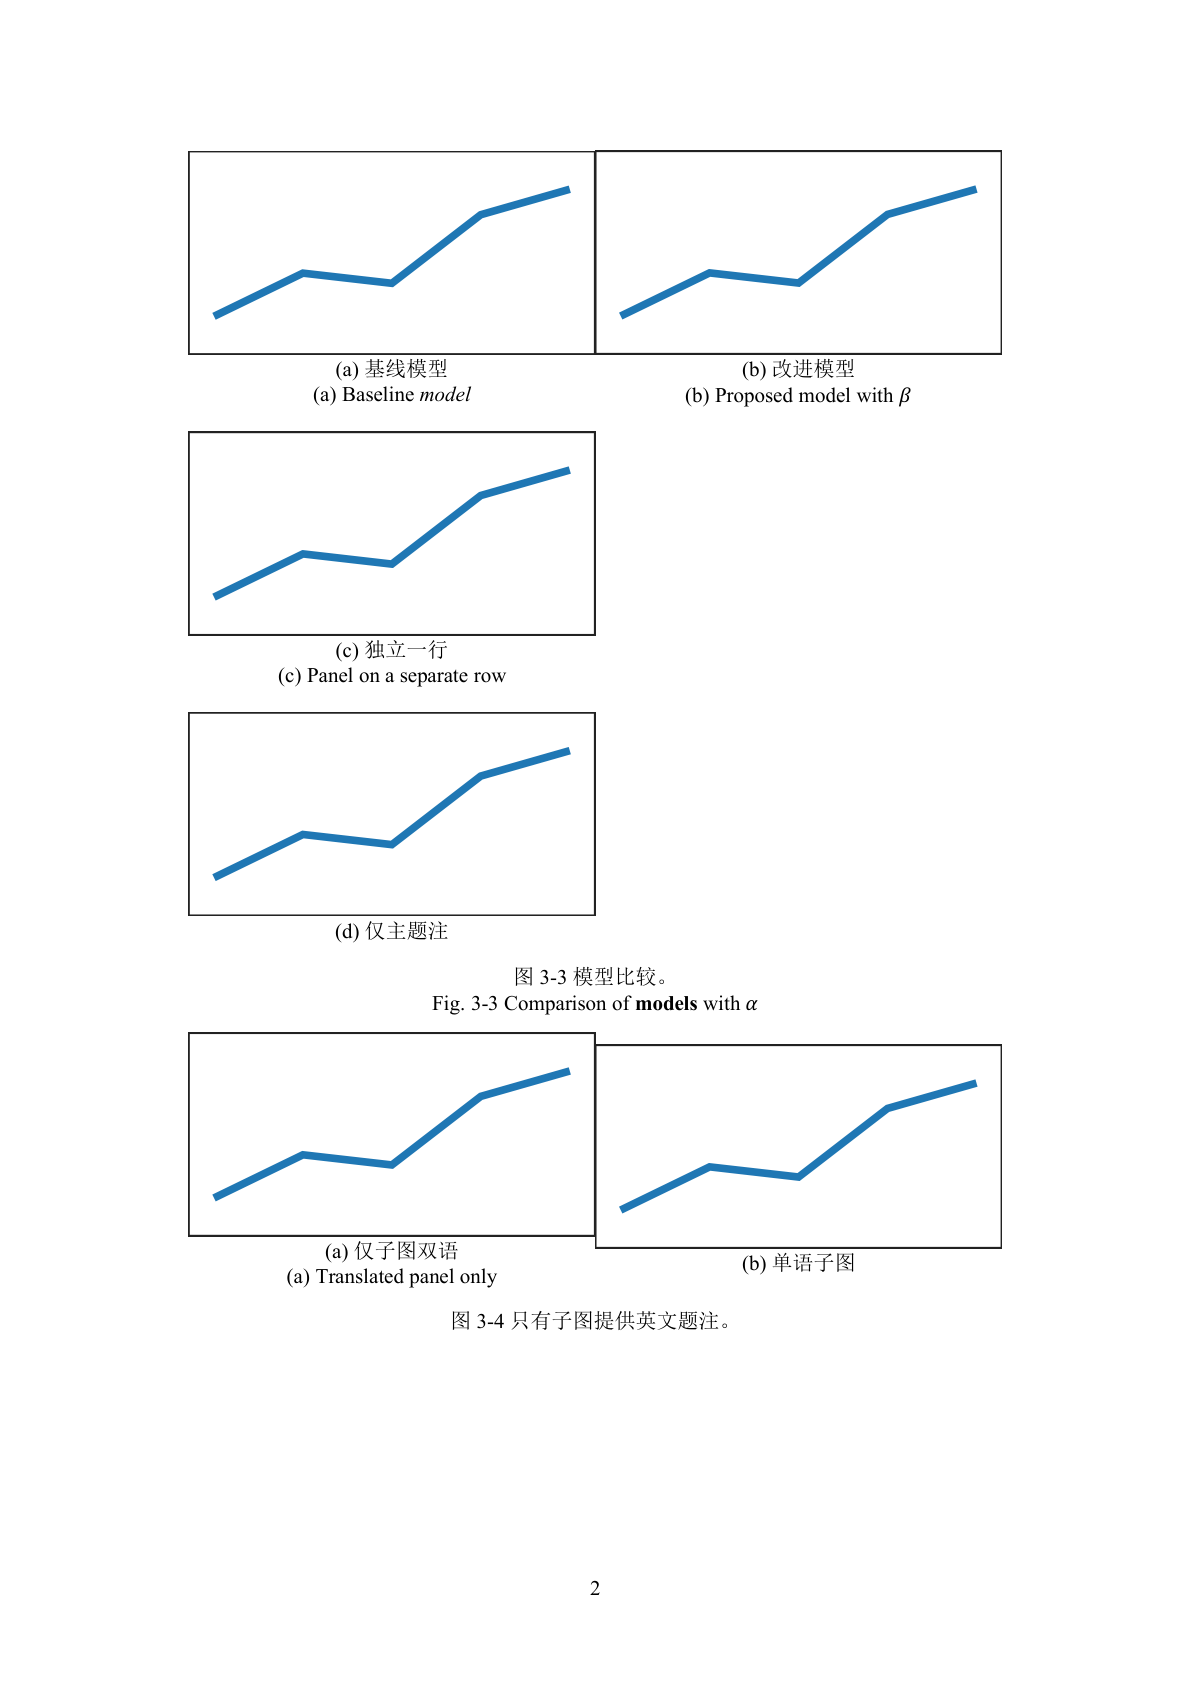 (a) 基线模型
(a) Baseline model
(b) 改进模型
(b) Proposed model with β
(c) 独立一行
(c) Panel on a separate row
(d) 仅主题注
图 3-3 模型比较。
Fig. 3-3 Comparison of models with α
(a) 仅子图双语
(a) Translated panel only
(b) 单语子图
图 3-4 只有子图提供英文题注。
2